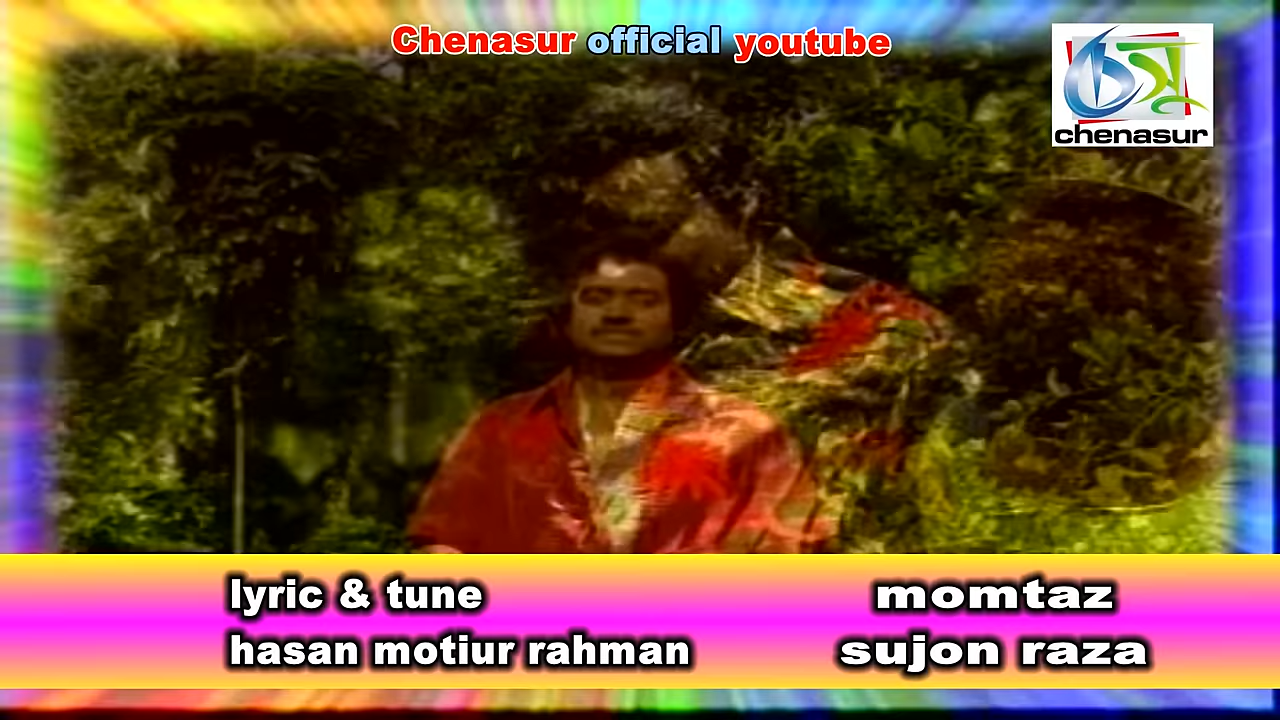 Chenasur official youtube
চেসু
chenasur
lyric & tune
hasan motiur rahman
momtaz
sujon raza